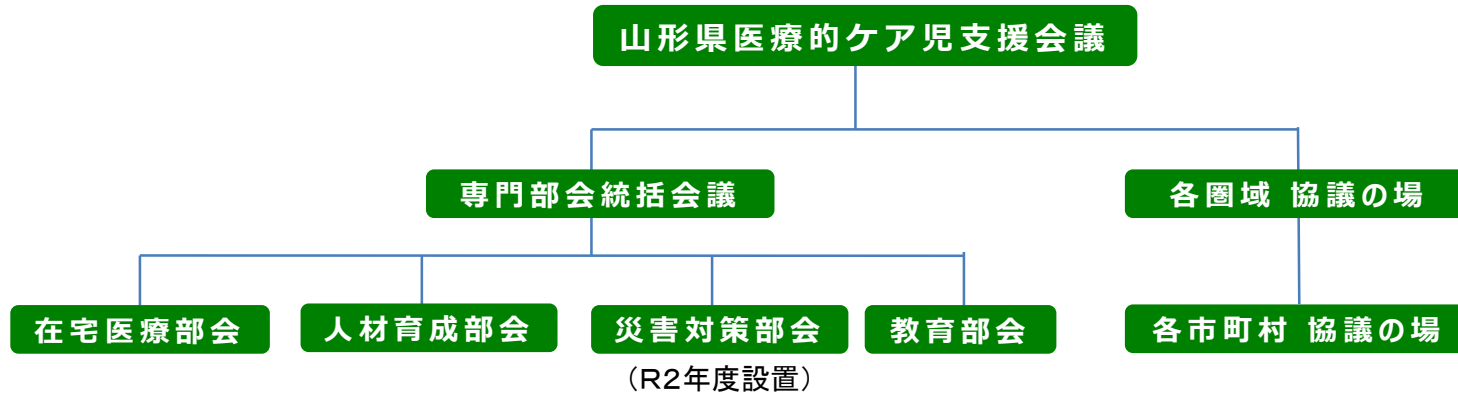 山形県医療的ケア児支援会議
専門部会統括会議
各圏域 協議の場
在宅医療部会
人材育成部会
災害対策部会
教育部会
各市町村 協議の場
（R2年度設置）